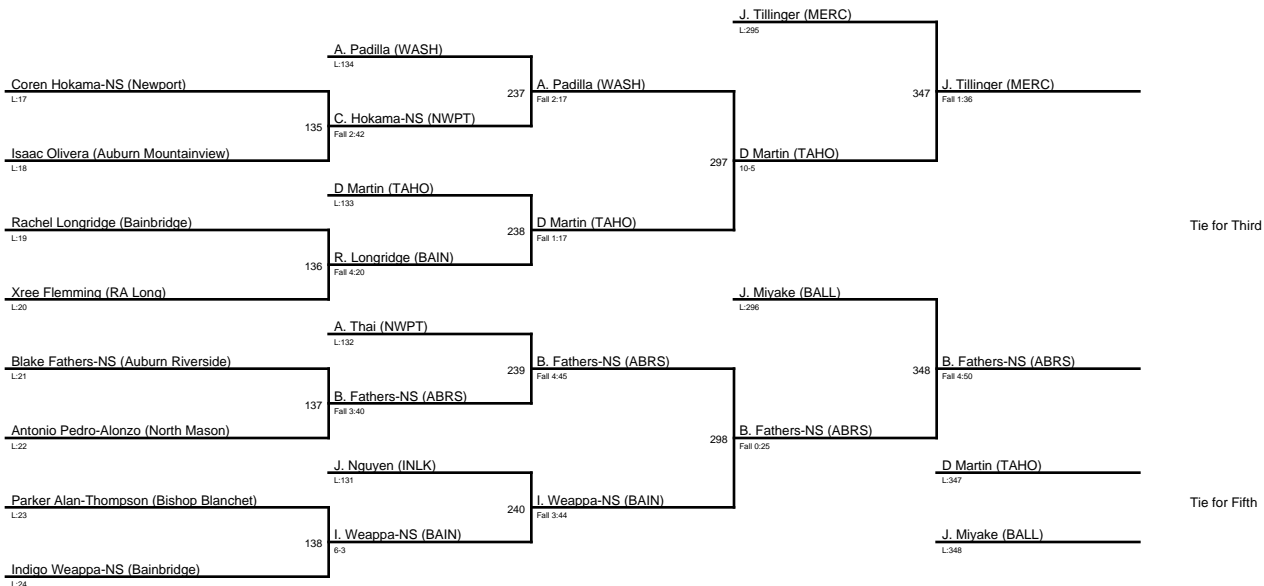 J. Tillinger (MERC)
L:295
A. Padilla (WASH)
L:134
Coren Hokama-NS (Newport)
L:17
237
A. Padilla (WASH)
Fall 2:17
347
J. Tillinger (MERC)
Fall 1:36
135
C. Hokama-NS (NWPT)
Fall 2:42
Isaac Olivera (Auburn Mountainview)
L:18
297
D Martin (TAHO)
10-5
D Martin (TAHO)
L:133
Rachel Longridge (Bainbridge)
L:19
238
D Martin (TAHO)
Fall 1:17
Tie for Third
136
R. Longridge (BAIN)
Fall 4:20
Xree Flemming (RA Long)
L:20
J. Miyake (BALL)
L:296
A. Thai (NWPT)
L:132
Blake Fathers-NS (Auburn Riverside)
L:21
239
B. Fathers-NS (ABRS)
Fall 4:45
348
B. Fathers-NS (ABRS)
Fall 4:50
137
B. Fathers-NS (ABRS)
Fall 3:40
Antonio Pedro-Alonzo (North Mason)
L:22
298
B. Fathers-NS (ABRS)
Fall 0:25
J. Nguyen (INLK)
L:131
D Martin (TAHO)
L:347
Parker Alan-Thompson (Bishop Blanchet)
L:23
240
I. Weappa-NS (BAIN)
Fall 3:44
Tie for Fifth
138
I. Weappa-NS (BAIN)
6-3
J. Miyake (BALL)
L:348
Indigo Weappa-NS (Bainbridge)
L:24